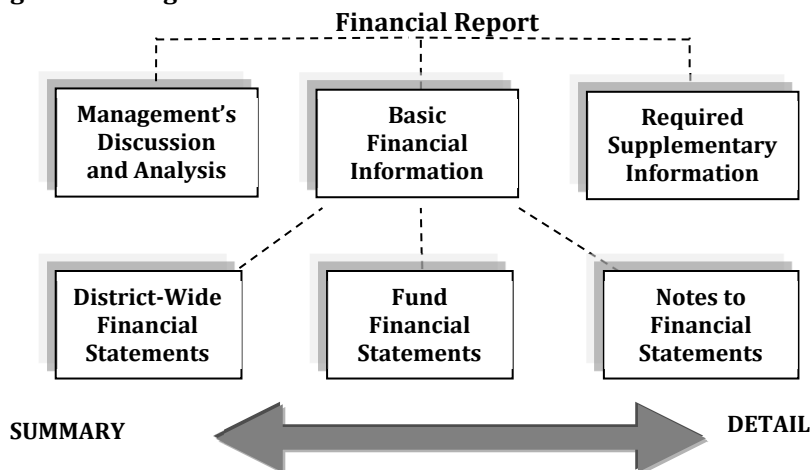 Financial Report
Management’s
Discussion
and Analysis
Basic
Financial
Information
Required
Supplementary
Information
District-Wide
Financial
Statements
Fund
Financial
Statements
Notes to
Financial
Statements
SUMMARY
DETAIL